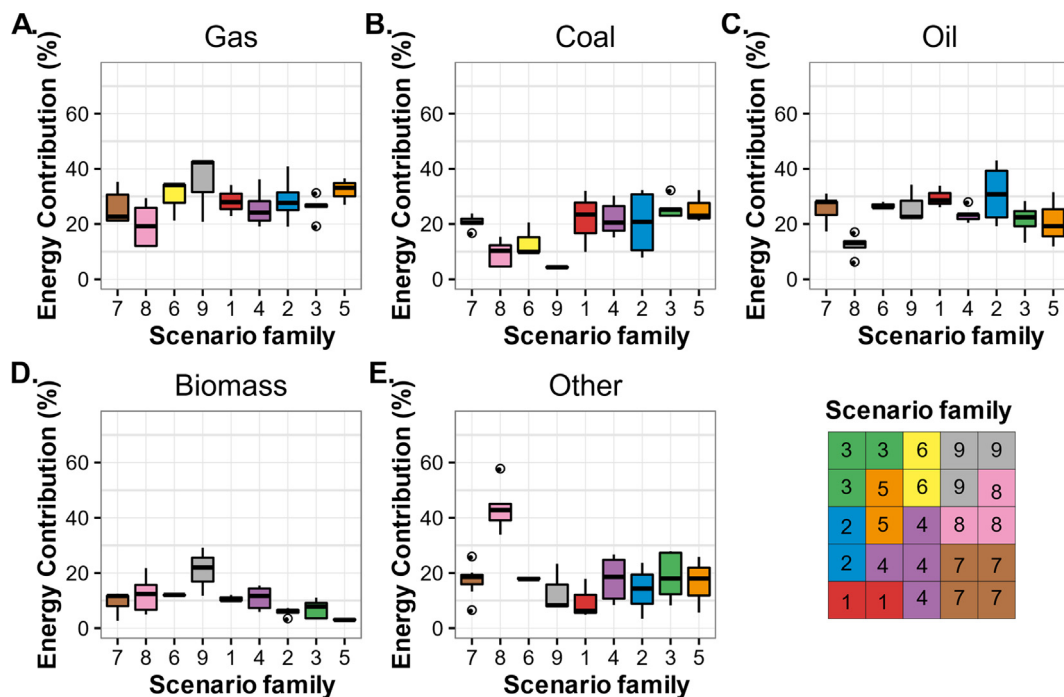 A.
Gas
Energy Contribution (%)
60
40
20
0
7 8 6 9 1 4 2 3 5
Scenario family
B.
Coal
Energy Contribution (%)
60
40
20
0
7 8 6 9 1 4 2 3 5
Scenario family
C.
Oil
Energy Contribution (%)
60
40
20
0
7 8 6 9 1 4 2 3 5
Scenario family
D.
Biomass
Energy Contribution (%)
60
40
20
0
7 8 6 9 1 4 2 3 5
Scenario family
E.
Other
Energy Contribution (%)
60
40
20
0
7 8 6 9 1 4 2 3 5
Scenario family
Scenario family
3 3 6 9 9
3 5 6 9 8
2 5 4 8 8
2 4 4 7 7
1 1 4 7 7